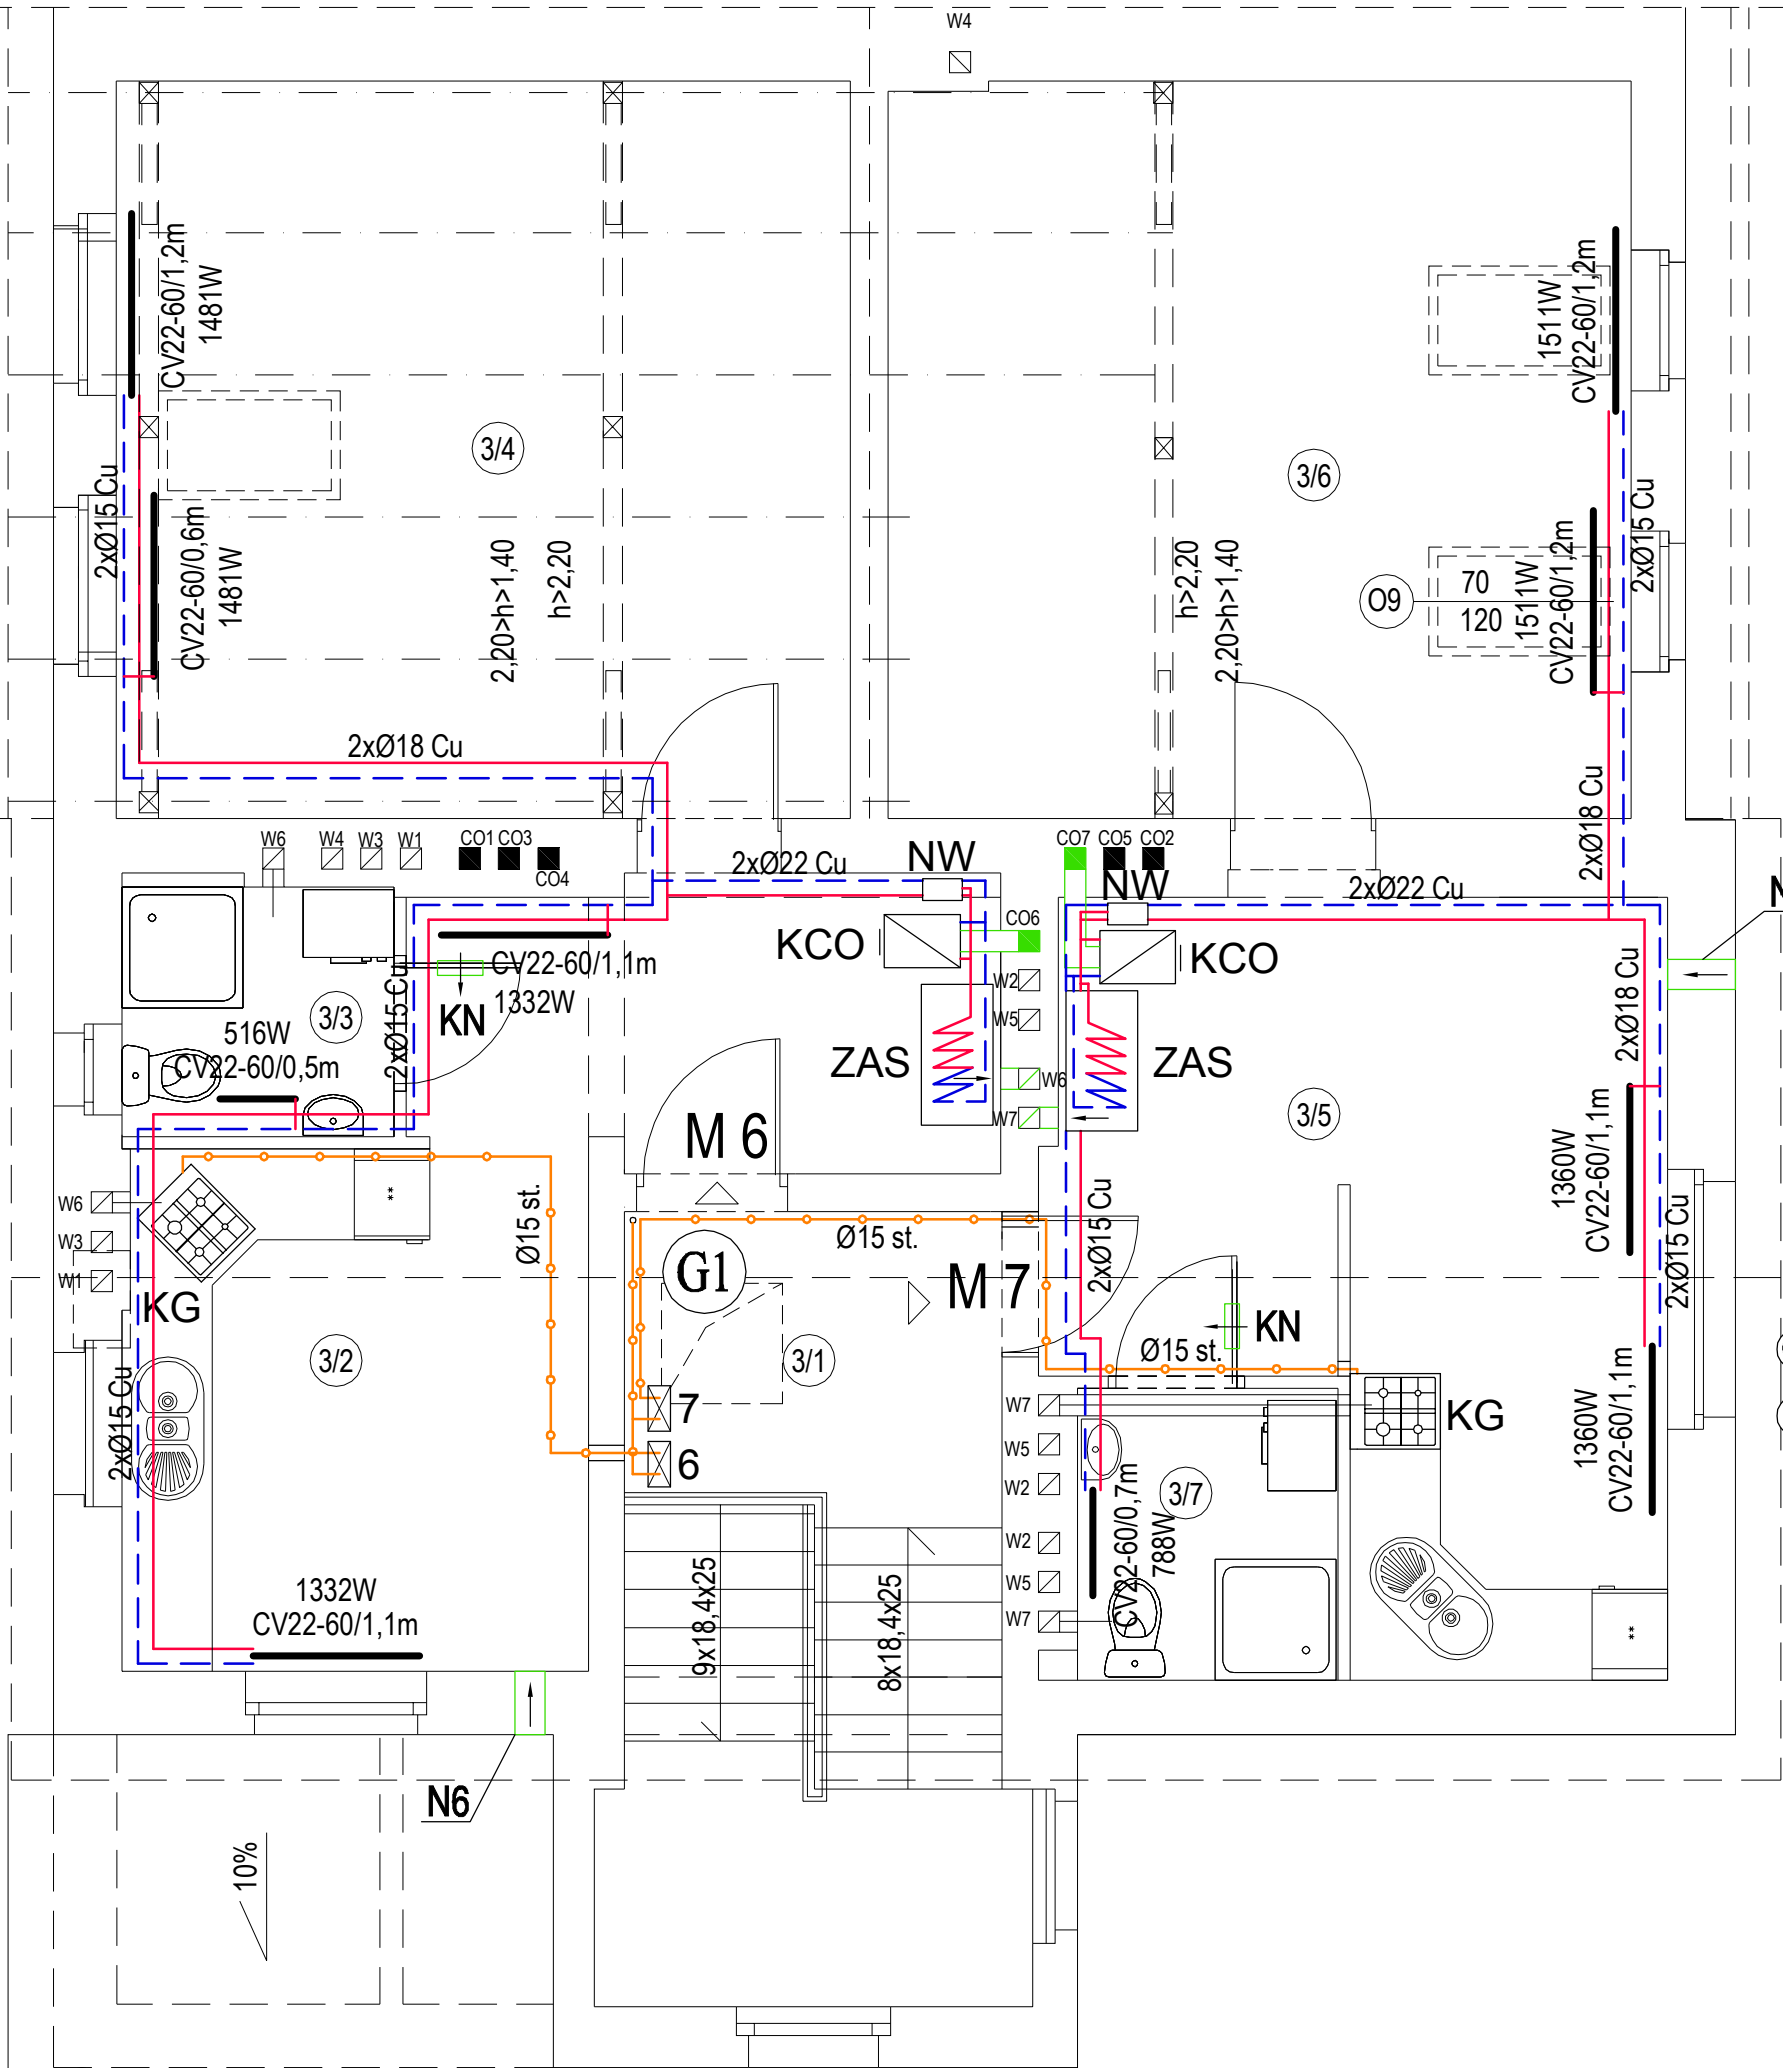 W4
CV22-60/1,2m
1481W
1511W
CV22-60/1,2m
3/4
3/6
2xØ15 Cu
CV22-60/0,6m
1481W
2,20>h>1,40
h>2,20
h>2,20
2,20>h>1,40
O9
70
120
1511W
CV22-60/1,2m
2xØ15 Cu
2xØ18 Cu
2xØ18 Cu
W6
W4
W3
W1
CO1
CO3
CO4
2xØ22 Cu
NW
CO7
CO5
CO2
NW
2xØ22 Cu
N
KCO
CO6
KCO
CV22-60/1,1m
1332W
KN
2xØ15 Cu
3/3
516W
CV22-60/0,5m
W2
W5
2xØ18 Cu
ZAS
W6
ZAS
W7
3/5
M 6
1360W
CV22-60/1,1m
**
W6
W3
W1
KG
Ø15 st.
G1
Ø15 st.
M 7
2xØ15 Cu
2xØ15 Cu
KN
Ø15 st.
3/2
3/1
2xØ15 Cu
7
6
W7
W5
W2
KG
1360W
CV22-60/1,1m
3/7
CV22-60/0,7m
788W
W2
W5
W7
9x18,4x25
8x18,4x25
1332W
CV22-60/1,1m
**
N6
10%